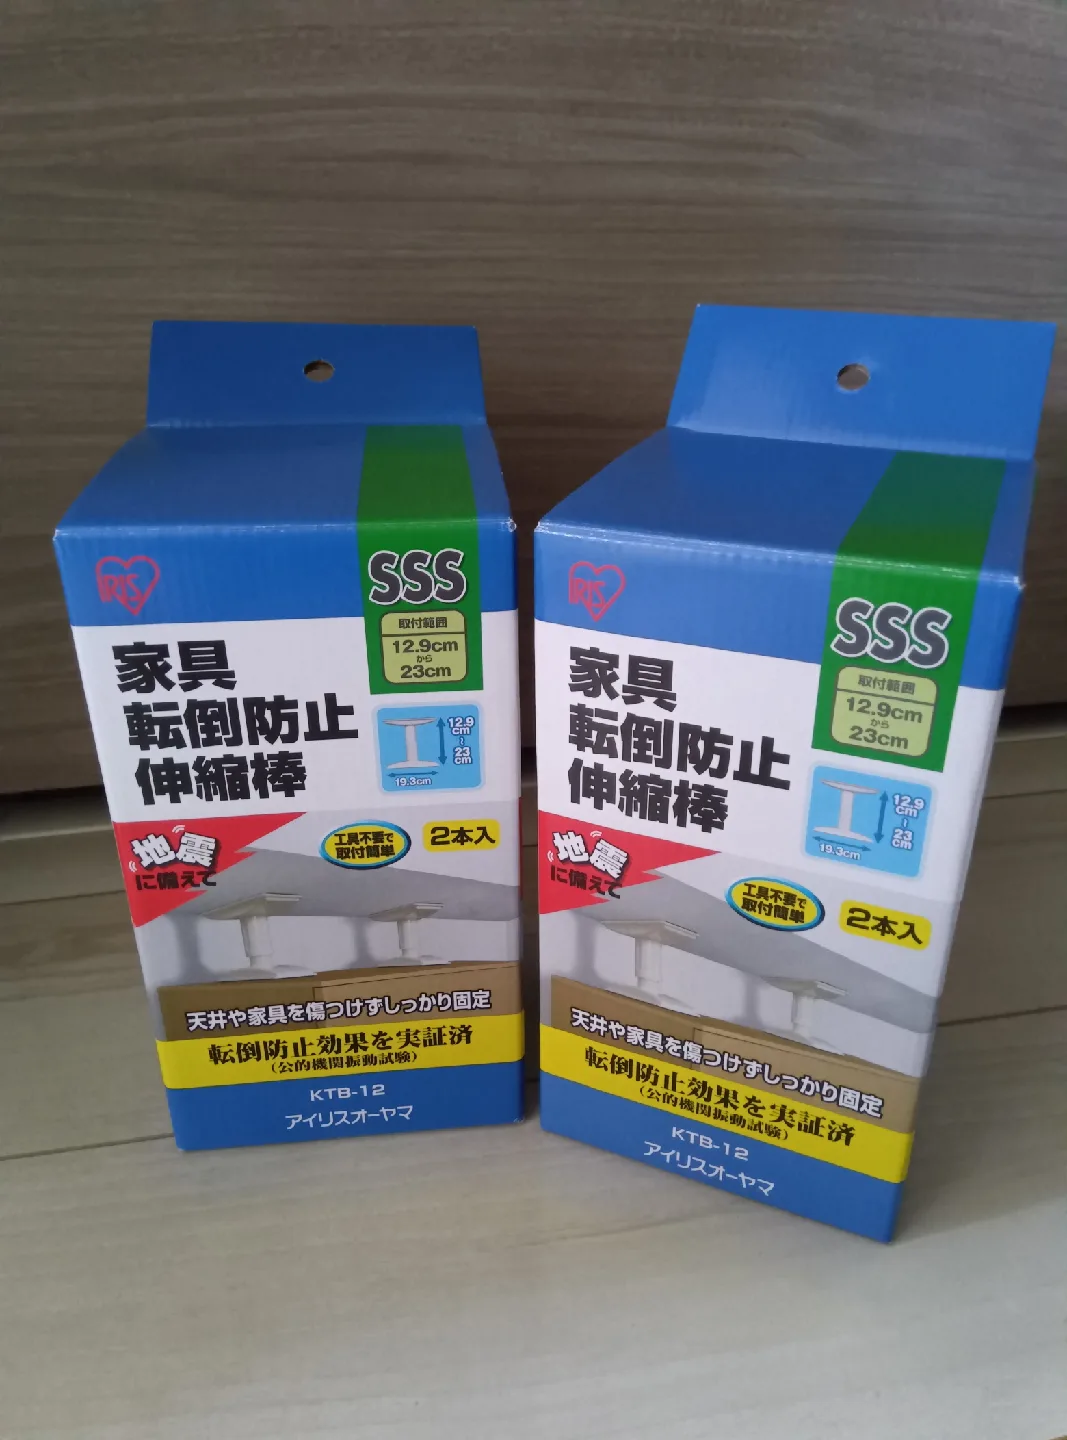 IRIS
SSS
取付範囲
12.9cm
から
23cm
家具
転倒防止
伸縮棒
12.9
cm
～
23
cm
19.3cm
地震
に備えて
工具不要で
取付簡単
2本入
天井や家具を傷つけずしっかり固定
転倒防止効果を実証済
(公的機関振動試験)
KTB-12
アイリスオーヤマ
IRIS
SSS
取付範囲
12.9cm
から
23cm
家具
転倒防止
伸縮棒
12.9
cm
～
23
cm
19.3cm
地震
に備えて
工具不要で
取付簡単
2本入
天井や家具を傷つけずしっかり固定
転倒防止効果を実証済
(公的機関振動試験)
KTB-12
アイリスオーヤマ